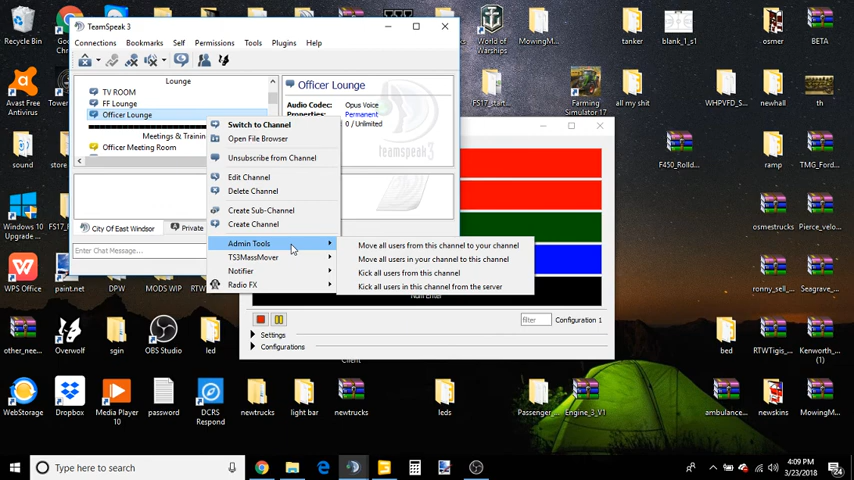 TeamSpeak 3
Connections Bookmarks Self Permissions Tools Plugins Help
Lounge
TV ROOM
FF Lounge
Officer Lounge
Meetings & Training
Officer Meeting Room
Officer Lounge
Audio Codec: Opus Voice
Properties: Permanent
0 / Unlimited
teamspeak3
City Of East Windsor
Private
Enter Chat Message...
Switch to Channel
Open File Browser
Unsubscribe from Channel
Edit Channel
Delete Channel
Create Sub-Channel
Create Channel
Admin Tools
TS3MassMover
Notifier
Radio FX
Move all users from this channel to your channel
Move all users in your channel to this channel
Kick all users from this channel
Kick all users in this channel from the server
Num Enter
filter
Configuration 1
Settings
Configurations
Recycle Bin
Avast Free
Antivirus
sound
Windows 10
Upgrade ...
WPS Office
paint.net
MODS WIP
other_nee...
Overwolf
sgin
OBS Studio
led
Client
WebStorage
Dropbox
Media Player
10
password
DCRS
Respond
newtrucks
light bar
newtrucks
leds
Passenger_...
Engine_3_V1
ambulance...
newskins
MowingM...
World of
Warships
MowingM...
tanker
blank_1_s1
osmer
BETA
FS17_start...
Farming
Simulator 17
all my shit
WHPVFD_S...
newhall
th
F450_Rolld...
ramp
TMG_Ford...
osmestrucks
osmetrucks
ronny_sell_...
Seagrave_...
bed
RTWTigis_...
Kenworth_...
Type here to search
4:09 PM
3/23/2018
24